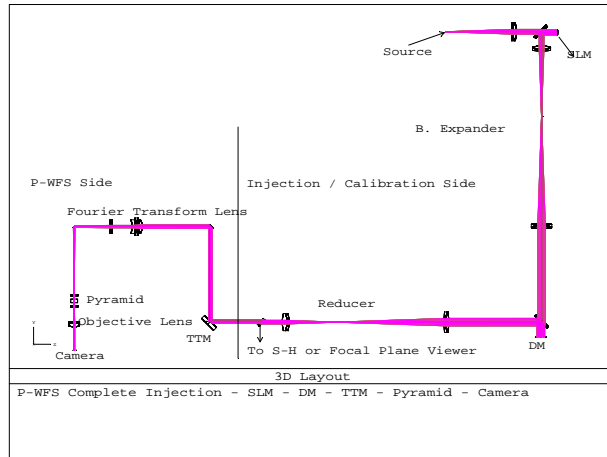 Source
SLM
B. Expander
P-WFS Side
Injection / Calibration Side
Fourier Transform Lens
Pyramid
Reducer
Objective Lens
TTM
DM
Camera
To S-H or Focal Plane Viewer
3D Layout
P-WFS Complete Injection - SLM - DM - TTM - Pyramid - Camera